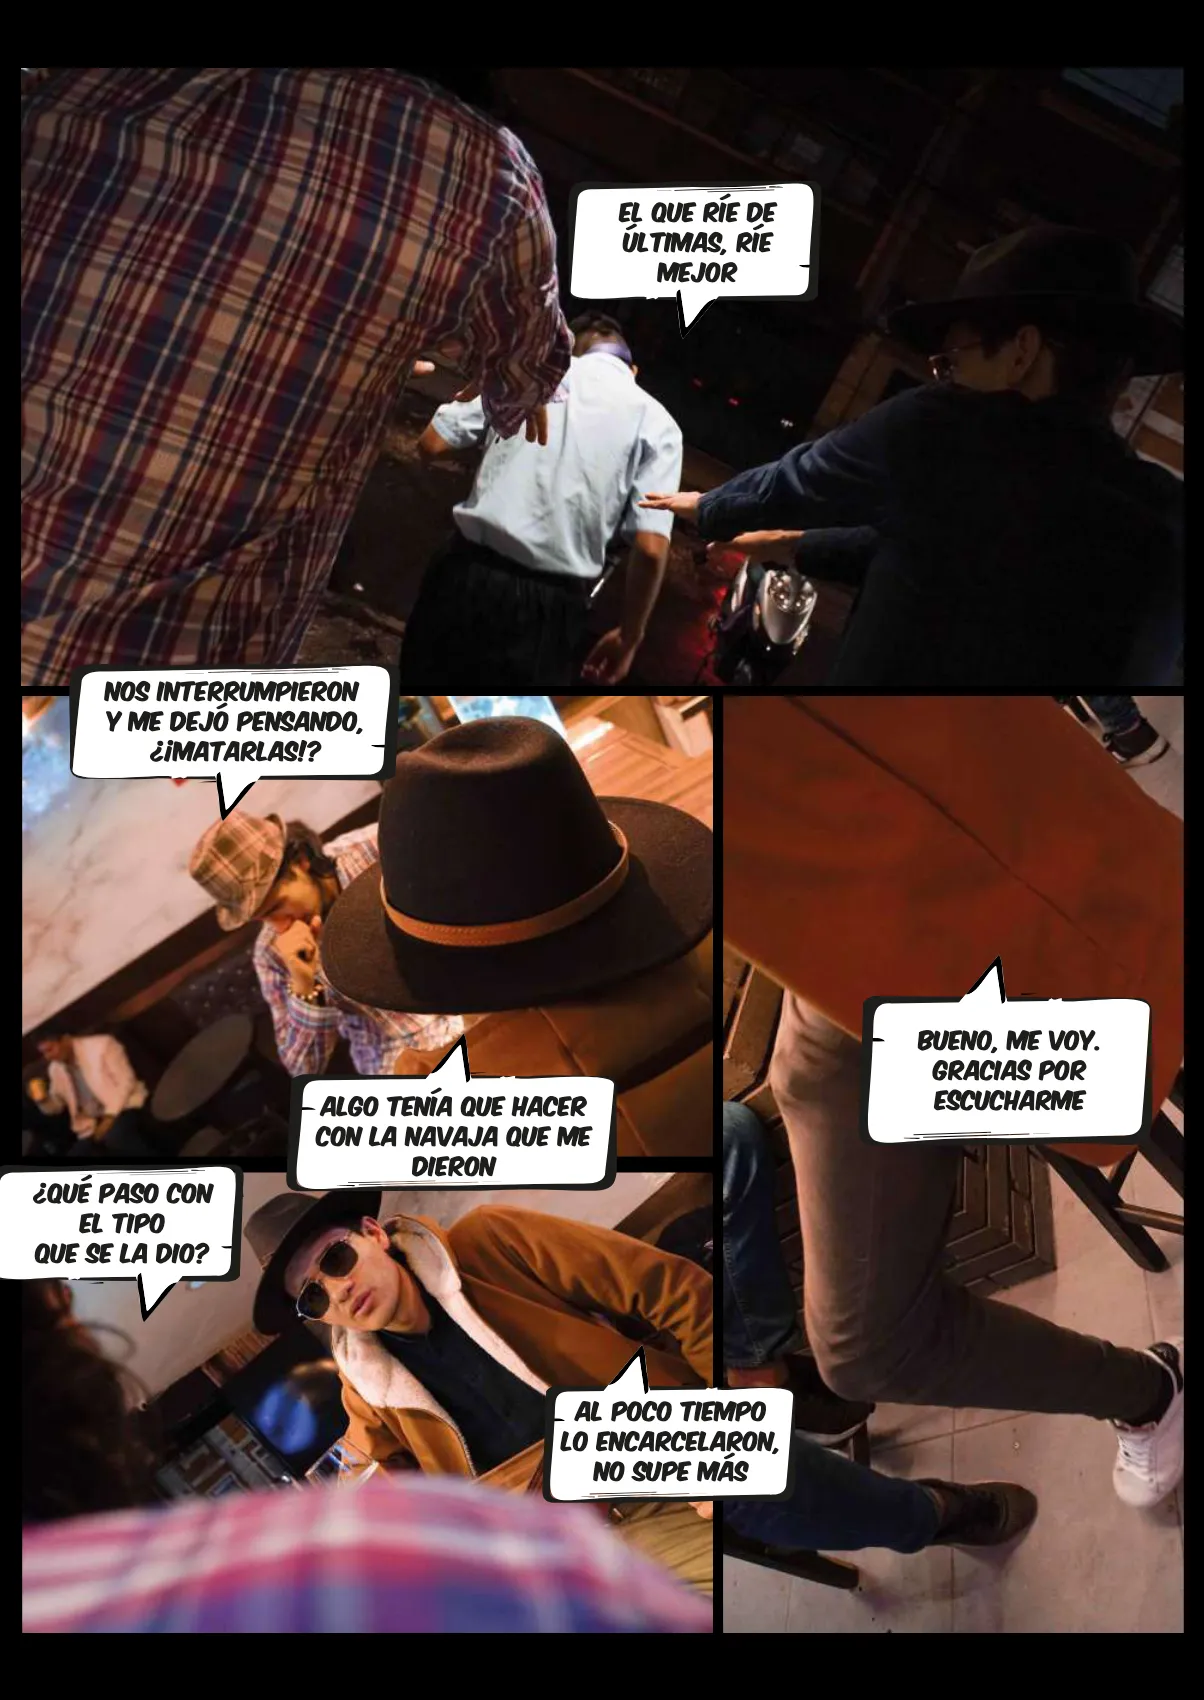 EL QUE RÍE DE
ÚLTIMAS, RÍE
MEJOR
NOS INTERRUMPIERON
Y ME DEJÓ PENSANDO,
¿¡MATARLAS!?
ALGO TENÍA QUE HACER
CON LA NAVAJA QUE ME
DIERON
¿QUÉ PASO CON
EL TIPO
QUE SE LA DIO?
AL POCO TIEMPO
LO ENCARCELARON,
NO SUPE MÁS
BUENO, ME VOY.
GRACIAS POR
ESCUCHARME